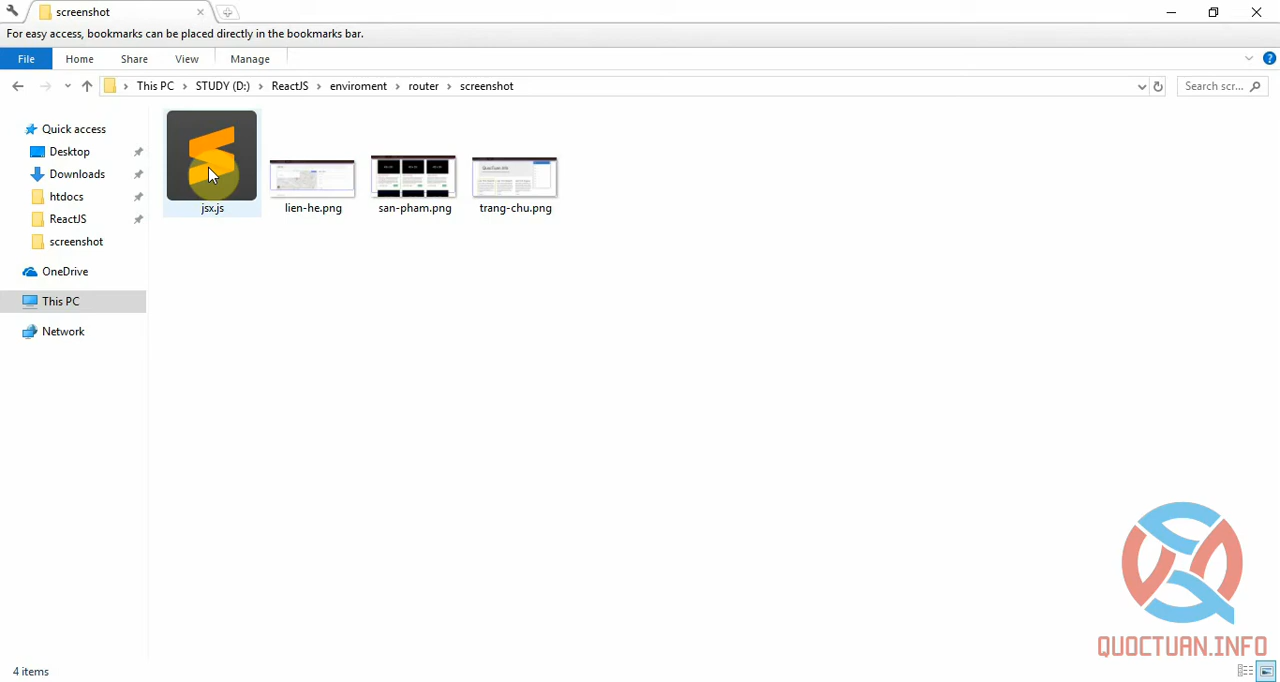 screenshot
For easy access, bookmarks can be placed directly in the bookmarks bar.
File Home Share View Manage
This PC STUDY (D:) ReactJS enviroment router screenshot
Search scr...
Quick access
Desktop
Downloads
htdocs
ReactJS
screenshot
OneDrive
This PC
Network
jsx.js
lien-he.png
san-pham.png
trang-chu.png
QUOCTUAN.INFO
4 items